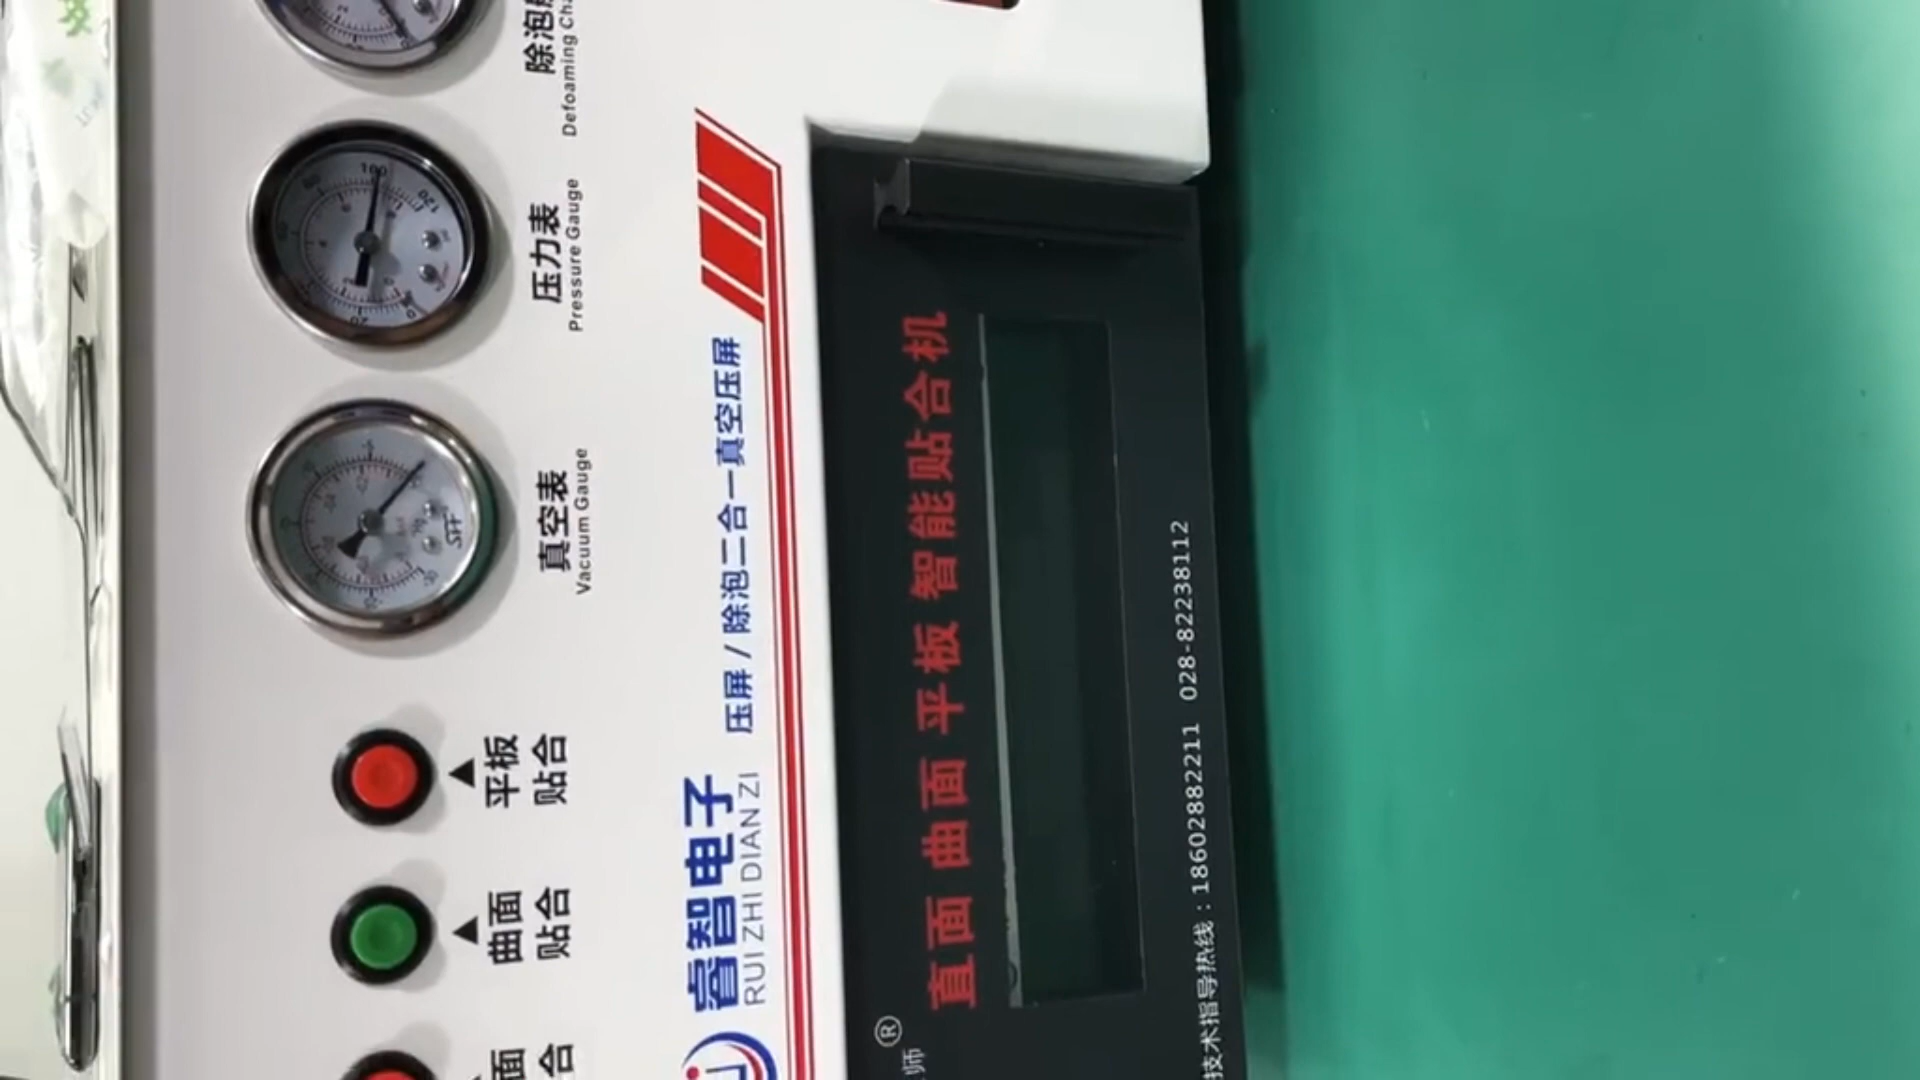 除泡
Defoaming Cha
压力表
Pressure Gauge
真空表
Vacuum Gauge
平板
贴合
曲面
贴合
面
合
睿智电子
RUI ZHI DIAN ZI
压屏/除泡二合一真空压屏
直面 曲面 平板 智能贴合机
师®
技术指导热线：18602882211 028-82238112